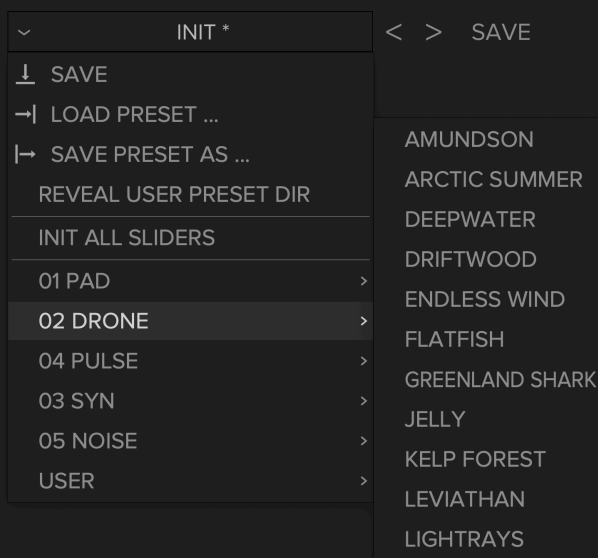 INIT *
< > SAVE
SAVE
LOAD PRESET ...
SAVE PRESET AS ...
REVEAL USER PRESET DIR
INIT ALL SLIDERS
01 PAD
02 DRONE
04 PULSE
03 SYN
05 NOISE
USER
AMUNDSON
ARCTIC SUMMER
DEEPWATER
DRIFTWOOD
ENDLESS WIND
FLATFISH
GREENLAND SHARK
JELLY
KELP FOREST
LEVIATHAN
LIGHTRAYS